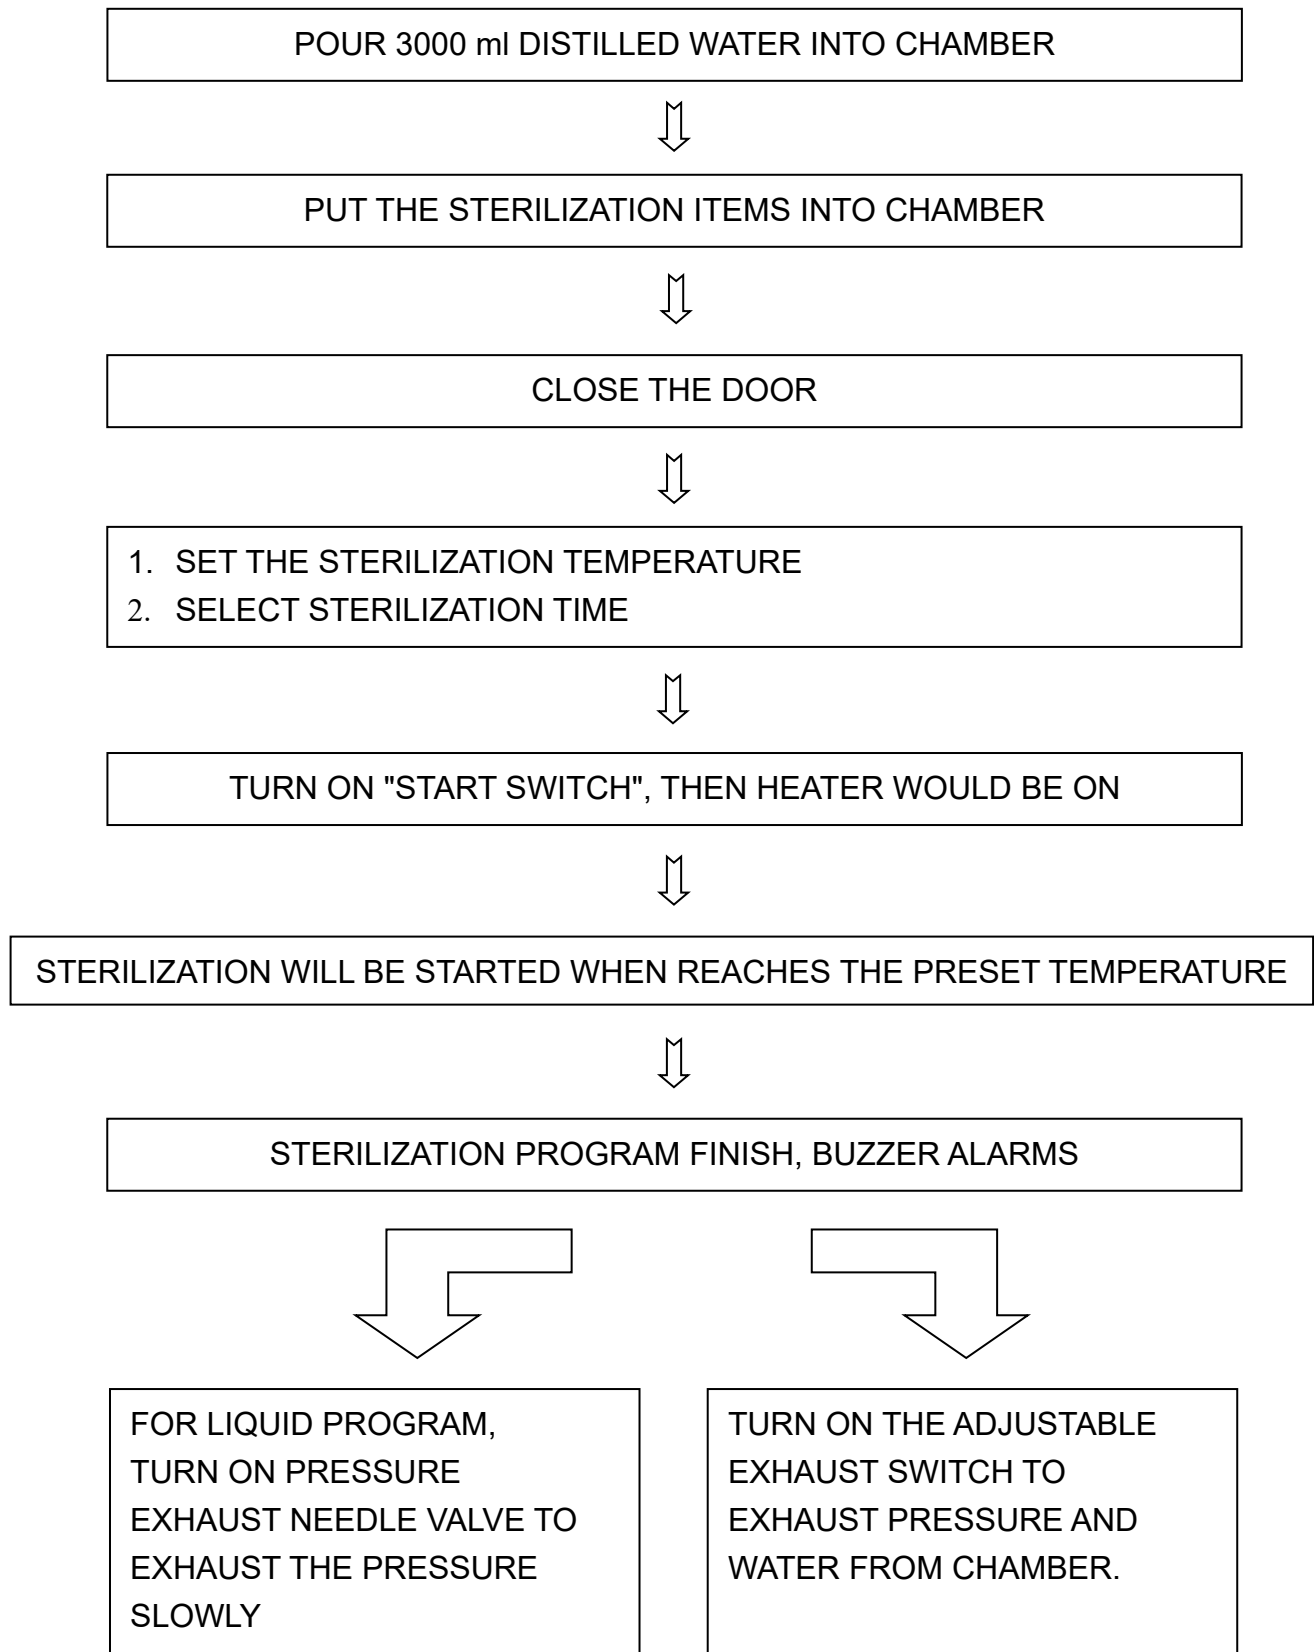 POUR 3000 ml DISTILLED WATER INTO CHAMBER
PUT THE STERILIZATION ITEMS INTO CHAMBER
CLOSE THE DOOR
1. SET THE STERILIZATION TEMPERATURE
2. SELECT STERILIZATION TIME
TURN ON "START SWITCH", THEN HEATER WOULD BE ON
STERILIZATION WILL BE STARTED WHEN REACHES THE PRESET TEMPERATURE
STERILIZATION PROGRAM FINISH, BUZZER ALARMS
FOR LIQUID PROGRAM,
TURN ON PRESSURE
EXHAUST NEEDLE VALVE TO
EXHAUST THE PRESSURE
SLOWLY
TURN ON THE ADJUSTABLE
EXHAUST SWITCH TO
EXHAUST PRESSURE AND
WATER FROM CHAMBER.